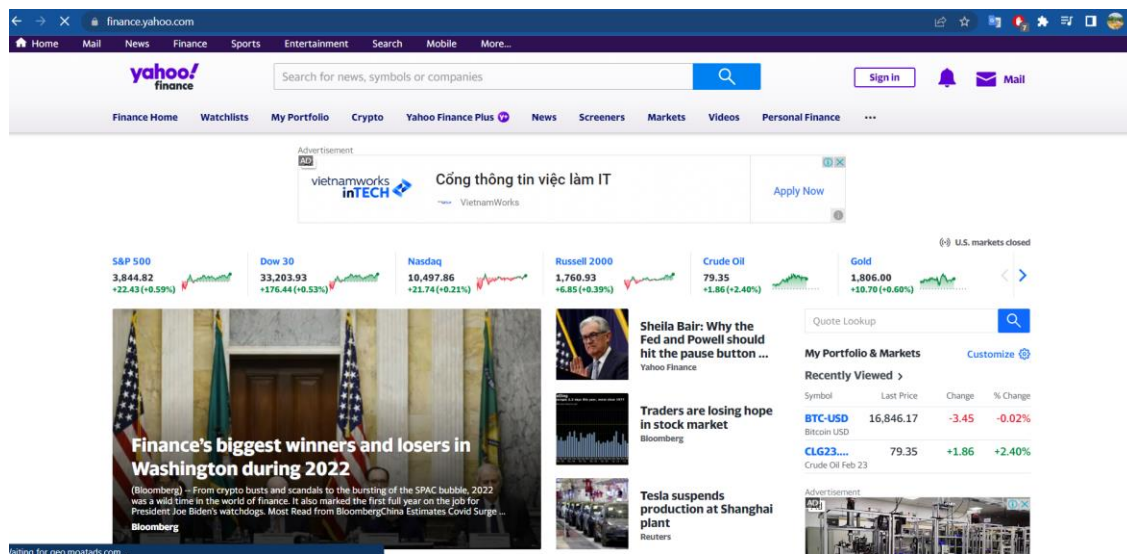 finance.yahoo.com
Home Mail News Finance Sports Entertainment Search Mobile More...
yahoo!
finance
Search for news, symbols or companies
Sign in
Mail
Finance Home Watchlists My Portfolio Crypto Yahoo Finance Plus News Screeners Markets Videos Personal Finance ...
Advertisement
AD
vietnamworks
inTECH
Cổng thông tin việc làm IT
VietnamWorks
Apply Now
U.S. markets closed
S&P 500 Dow 30 Nasdaq Russell 2000 Crude Oil Gold
3,844.82 33,203.93 10,497.86 1,760.93 79.35 1,806.00
+22.43 (+0.59%) +176.44 (+0.53%) +21.74 (+0.21%) +6.85 (+0.39%) +1.86 (+2.40%) +10.70 (+0.60%)
Finance's biggest winners and losers in
Washington during 2022
(Bloomberg) -- From crypto busts and scandals to the bursting of the SPAC bubble, 2022
was a wild time in the world of finance. It also marked the first full year on the job for
President Joe Biden's watchdogs. Most Read from BloombergChina Estimates Covid Surge ...
Bloomberg
Sheila Bair: Why the
Fed and Powell should
hit the pause button ...
Yahoo Finance
Traders are losing hope
in stock market
Bloomberg
Tesla suspends
production at Shanghai
plant
Reuters
Quote Lookup
My Portfolio & Markets Customize
Recently Viewed >
Symbol Last Price Change % Change
BTC-USD 16,846.17 -3.45 -0.02%
Bitcoin USD
CLG23.... 79.35 +1.86 +2.40%
Crude Oil Feb 23
Advertisement
AD
Waiting for geo.moatads.com